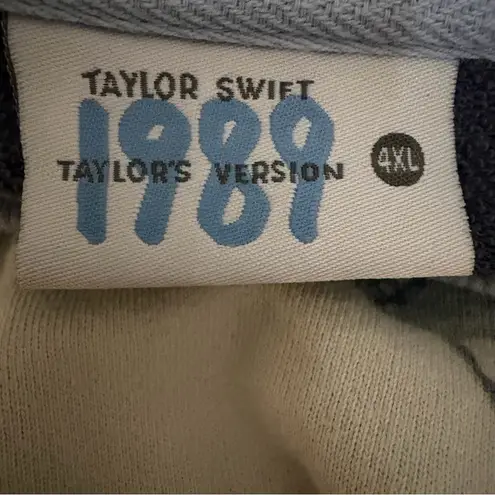 TAYLOR SWIFT
1989
TAYLOR'S VERSION
4XL